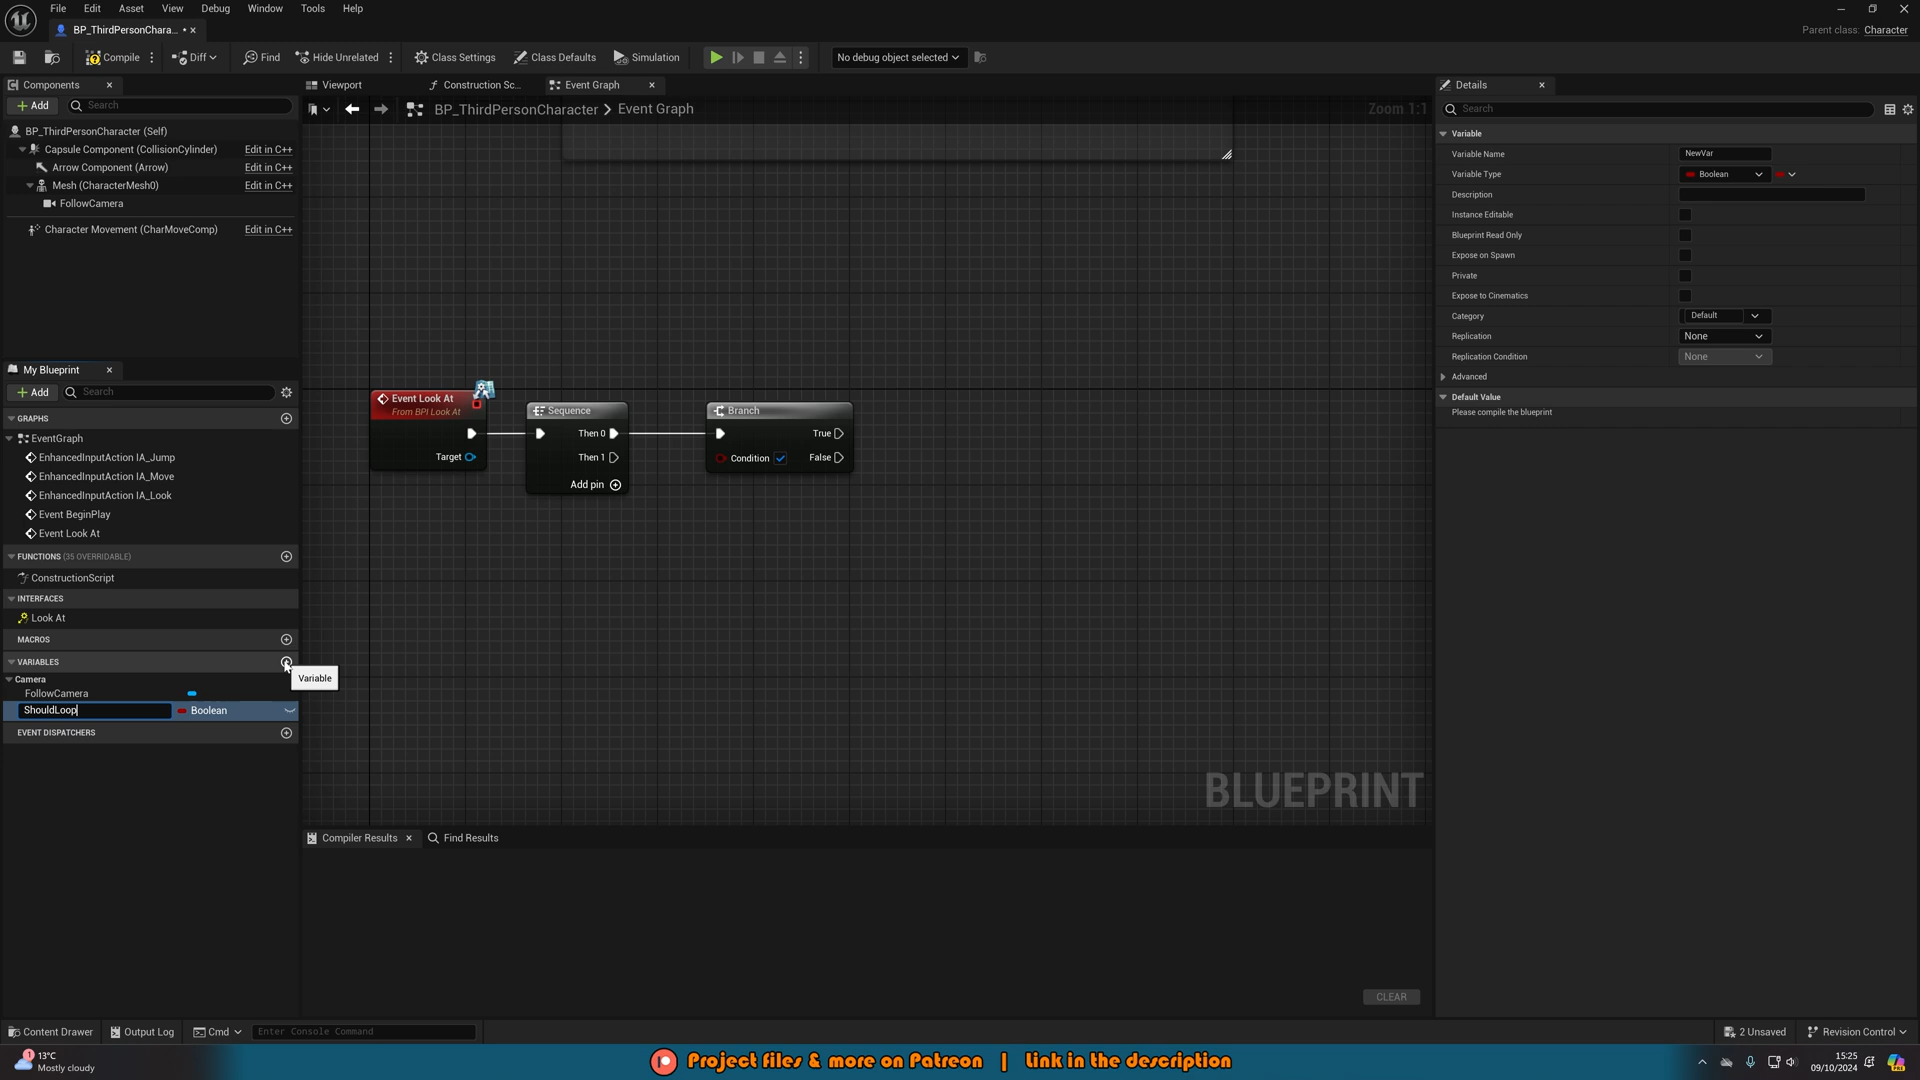 File Edit Asset View Debug Window Tools Help
BP_ThirdPersonChara... • ×
Parent class: Character
Compile Diff Find Hide Unrelated Class Settings Class Defaults Simulation No debug object selected
Components
Add Search
BP_ThirdPersonCharacter (Self)
Capsule Component (CollisionCylinder) Edit in C++
Arrow Component (Arrow) Edit in C++
Mesh (CharacterMesh0) Edit in C++
FollowCamera
Character Movement (CharMoveComp) Edit in C++
My Blueprint
Add Search
GRAPHS
EventGraph
EnhancedInputAction IA_Jump
EnhancedInputAction IA_Move
EnhancedInputAction IA_Look
Event BeginPlay
Event Look At
FUNCTIONS (35 OVERRIDABLE)
ConstructionScript
INTERFACES
Look At
MACROS
VARIABLES
Variable
Camera
FollowCamera
ShouldLoop Boolean
EVENT DISPATCHERS
Viewport Construction Sc... Event Graph
BP_ThirdPersonCharacter > Event Graph Zoom 1:1
Event Look At
From BPI Look At
Target
Sequence
Then 0
Then 1
Add pin
Branch
True
Condition False
BLUEPRINT
Compiler Results Find Results
CLEAR
Details
Search
Variable
Variable Name NewVar
Variable Type Boolean
Description
Instance Editable
Blueprint Read Only
Expose on Spawn
Private
Expose to Cinematics
Category Default
Replication None
Replication Condition None
Advanced
Default Value
Please compile the blueprint
Content Drawer Output Log Cmd Enter Console Command 2 Unsaved Revision Control
1 13°C
Mostly cloudy
Project files & more on Patreon | Link in the description
15:25
09/10/2024
PRE